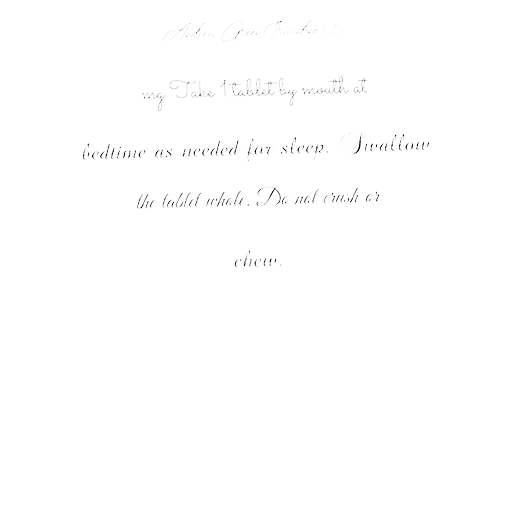 mg Take 1 tablet by mouth at
bedtime as needed for sleep. Swallow
the tablet whole. Do not crush or
chew.